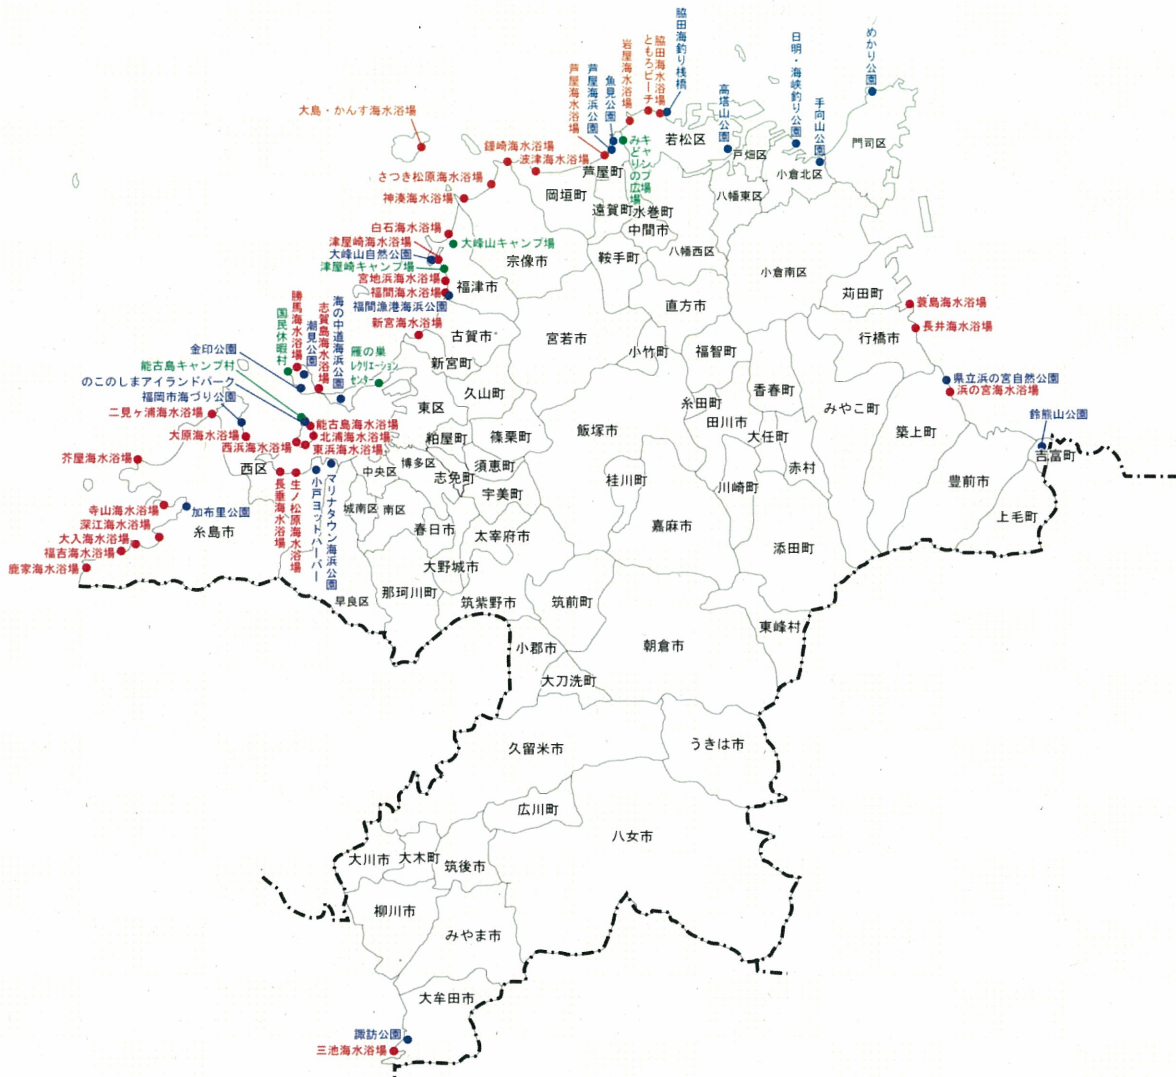 脇田海釣り桟橋
めかり公園
日明・海峡釣り公園
脇田海水浴場
ともろビーチ
岩屋海水浴場
魚見公園
芦屋海浜公園
芦屋海水浴場
高塔山公園
手向山公園
大島・かんす海水浴場
若松区
門司区
戸畑区
小倉北区
鐘崎海水浴場
波津海水浴場
キャンプ場
みどりの広場
芦屋町
さつき松原海水浴場
神湊海水浴場
岡垣町
遠賀町
水巻町
八幡東区
中間市
白石海水浴場
津屋崎海水浴場
大峰山キャンプ場
大峰山自然公園
津屋崎キャンプ場
宗像市
鞍手町
八幡西区
小倉南区
宮地浜海水浴場
福間海水浴場
福津市
福間漁港海浜公園
苅田町
蓑島海水浴場
直方市
長井海水浴場
行橋市
国民休暇村
勝馬海水浴場
潮見公園
志賀島海水浴場
海の中道海浜公園
新宮海水浴場
古賀市
宮若市
小竹町
福智町
金印公園
雁の巣
レクリエーション
センター
新宮町
能古島キャンプ村
のこのしまアイランドパーク
福岡市海づり公園
二見ヶ浦海水浴場
久山町
東区
香春町
糸田町
県立浜の宮自然公園
浜の宮海水浴場
みやこ町
鈴熊山公園
能古島海水浴場
北浦海水浴場
大原海水浴場
西浜海水浴場
東浜海水浴場
粕屋町
篠栗町
飯塚市
田川市
大任町
築上町
吉富町
芥屋海水浴場
西区
中央区
博多区
志免町
須恵町
宇美町
桂川町
川崎町
赤村
豊前市
長垂海水浴場
生ノ松原海水浴場
小戸ヨットハーバー
マリナタウン海浜公園
城南区
南区
寺山海水浴場
加布里公園
深江海水浴場
大入海水浴場
福吉海水浴場
鹿家海水浴場
糸島市
春日市
太宰府市
嘉麻市
上毛町
添田町
大野城市
那珂川町
早良区
筑紫野市
筑前町
東峰村
小郡市
朝倉市
大刀洗町
久留米市
うきは市
広川町
八女市
大川市
大木町
筑後市
柳川市
みやま市
大牟田市
諏訪公園
三池海水浴場